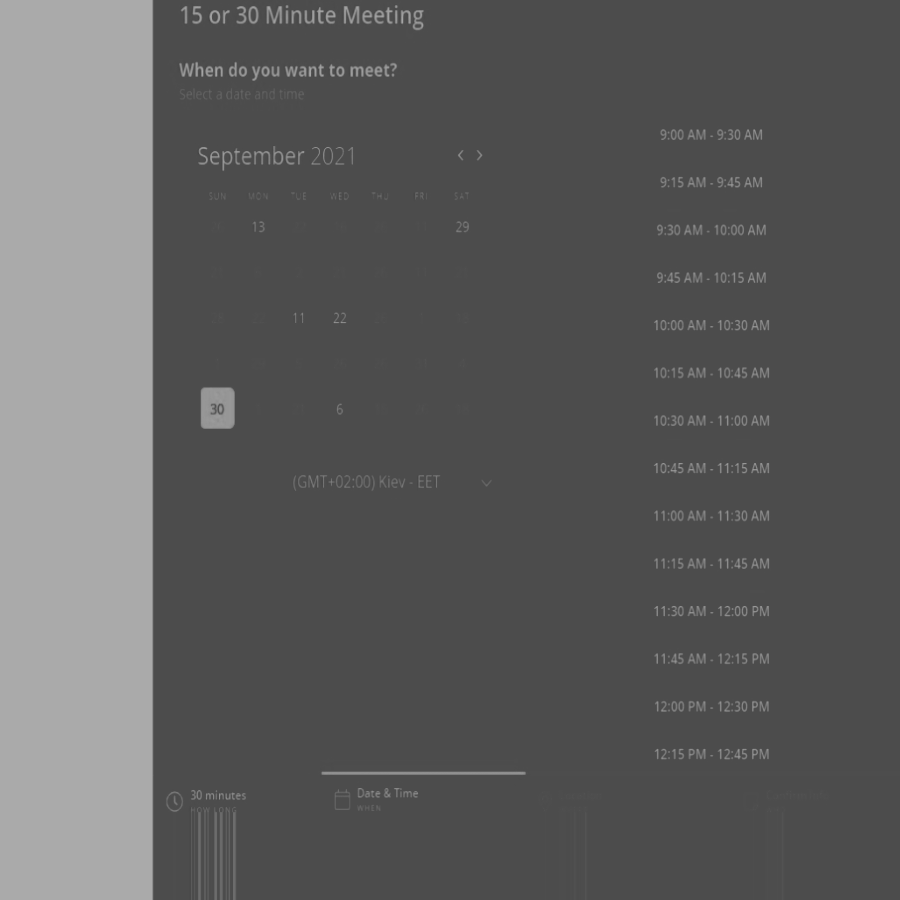 15 or 30 Minute Meeting
When do you want to meet?
Select a date and time
September 2021
SUN MON TUE WED THU FRI SAT
13 29
11 22
30 6
(GMT+02:00) Kiev - EET
9:00 AM - 9:30 AM
9:15 AM - 9:45 AM
9:30 AM - 10:00 AM
9:45 AM - 10:15 AM
10:00 AM - 10:30 AM
10:15 AM - 10:45 AM
10:30 AM - 11:00 AM
10:45 AM - 11:15 AM
11:00 AM - 11:30 AM
11:15 AM - 11:45 AM
11:30 AM - 12:00 PM
11:45 AM - 12:15 PM
12:00 PM - 12:30 PM
12:15 PM - 12:45 PM
30 minutes
HOW LONG
Date & Time
WHEN